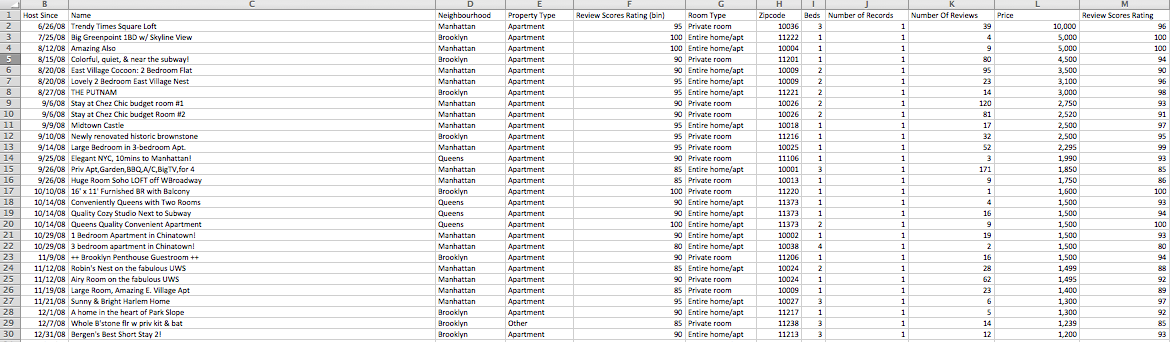 B C D E F G H I J K L M
1 Host Since Name Neighbourhood Property Type Review Scores Rating (bin) Room Type Zipcode Beds Number of Records Number Of Reviews Price Review Scores Rating
2 6/26/08 Trendy Times Square Loft Manhattan Apartment 95 Private room 10036 3 1 39 10,000 96
3 7/25/08 Big Greenpoint 1BD w/ Skyline View Brooklyn Apartment 100 Entire home/apt 11222 1 1 4 5,000 100
4 8/12/08 Amazing Also Manhattan Apartment 100 Entire home/apt 10004 1 1 9 5,000 100
5 8/15/08 Colorful, quiet, & near the subway! Brooklyn Apartment 90 Private room 11201 1 1 80 4,500 94
6 8/20/08 East Village Cocoon: 2 Bedroom Flat Manhattan Apartment 90 Entire home/apt 10009 2 1 95 3,500 90
7 8/20/08 Lovely 2 Bedroom East Village Nest Manhattan Apartment 95 Entire home/apt 10009 2 1 23 3,100 96
8 8/27/08 THE PUTNAM Brooklyn Apartment 95 Entire home/apt 11221 2 1 14 3,000 98
9 9/6/08 Stay at Chez Chic budget room #1 Manhattan Apartment 90 Private room 10026 2 1 120 2,750 93
10 9/6/08 Stay at Chez Chic budget Room #2 Manhattan Apartment 90 Private room 10026 2 1 81 2,520 91
11 9/9/08 Midtown Castle Manhattan Apartment 95 Entire home/apt 10018 1 1 17 2,500 97
12 9/10/08 Newly renovated historic brownstone Brooklyn Apartment 95 Private room 11216 1 1 32 2,500 95
13 9/14/08 Large Bedroom in 3-bedroom Apt. Manhattan Apartment 95 Private room 10025 1 1 52 2,295 99
14 9/25/08 Elegant NYC, 10mins to Manhattan! Queens Apartment 90 Private room 11106 1 1 3 1,990 93
15 9/26/08 Priv Apt,Garden,BBQ,A/C,BigTV,for 4 Manhattan Apartment 85 Entire home/apt 10001 3 1 171 1,850 85
16 9/26/08 Huge Room Soho LOFT off WBroadway Manhattan Apartment 85 Private room 10013 1 1 9 1,750 86
17 10/10/08 16' x 11' Furnished BR with Balcony Brooklyn Apartment 100 Private room 11220 1 1 1 1,600 100
18 10/14/08 Conveniently Queens with Two Rooms Queens Apartment 90 Entire home/apt 11373 1 1 4 1,500 93
19 10/14/08 Quality Cozy Studio Next to Subway Queens Apartment 90 Entire home/apt 11373 1 1 16 1,500 94
20 10/14/08 Queens Quality Convenient Apartment Queens Apartment 100 Entire home/apt 11373 2 1 9 1,500 100
21 10/29/08 1 Bedroom Apartment in Chinatown! Manhattan Apartment 90 Entire home/apt 10002 1 1 19 1,500 93
22 10/29/08 3 bedroom apartment in Chinatown! Manhattan Apartment 80 Entire home/apt 10038 4 1 2 1,500 80
23 11/9/08 ++ Brooklyn Penthouse Guestroom ++ Brooklyn Apartment 90 Private room 11206 1 1 16 1,500 94
24 11/12/08 Robin's Nest on the fabulous UWS Manhattan Apartment 85 Entire home/apt 10024 2 1 28 1,499 88
25 11/12/08 Airy Room on the fabulous UWS Manhattan Apartment 90 Private room 10024 1 1 62 1,495 92
26 11/19/08 Large Room, Amazing E. Village Apt Manhattan Apartment 85 Private room 10009 1 1 23 1,400 89
27 11/21/08 Sunny & Bright Harlem Home Manhattan Apartment 95 Entire home/apt 10027 3 1 6 1,300 97
28 12/1/08 A home in the heart of Park Slope Brooklyn Apartment 90 Entire home/apt 11217 1 1 5 1,300 92
29 12/7/08 Whole B'stone flr w priv kit & bat Brooklyn Other 85 Private room 11238 3 1 14 1,239 85
30 12/31/08 Bergen's Best Short Stay 2! Brooklyn Apartment 90 Entire home/apt 11213 3 1 12 1,200 93